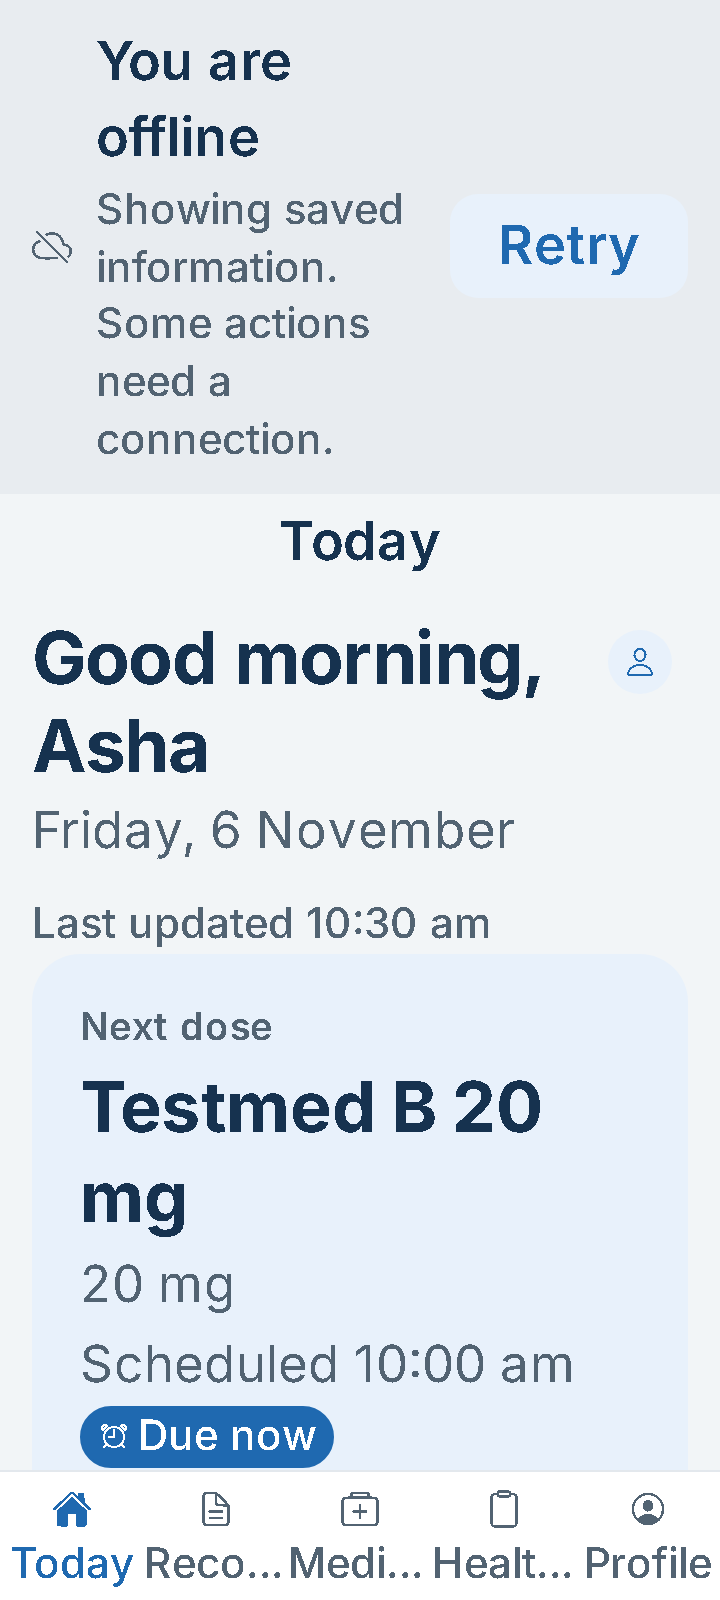 You are
offline
Showing saved
information.
Some actions
need a
connection.
Retry
Today
Good morning,
Asha
Friday, 6 November
Last updated 10:30 am
Next dose
Testmed B 20
mg
20 mg
Scheduled 10:00 am
Due now
Today
Reco...
Medi...
Healt...
Profile